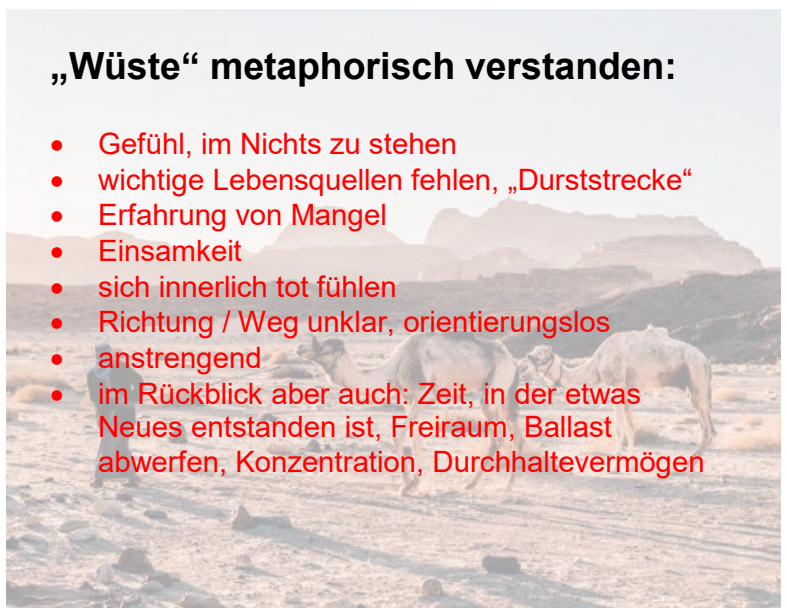 „Wüste“ metaphorisch verstanden:
• Gefühl, im Nichts zu stehen
• wichtige Lebensquellen fehlen, „Durststrecke“
• Erfahrung von Mangel
• Einsamkeit
• sich innerlich tot fühlen
• Richtung / Weg unklar, orientierungslos
• anstrengend
• im Rückblick aber auch: Zeit, in der etwas
Neues entstanden ist, Freiraum, Ballast
abwerfen, Konzentration, Durchhaltevermögen